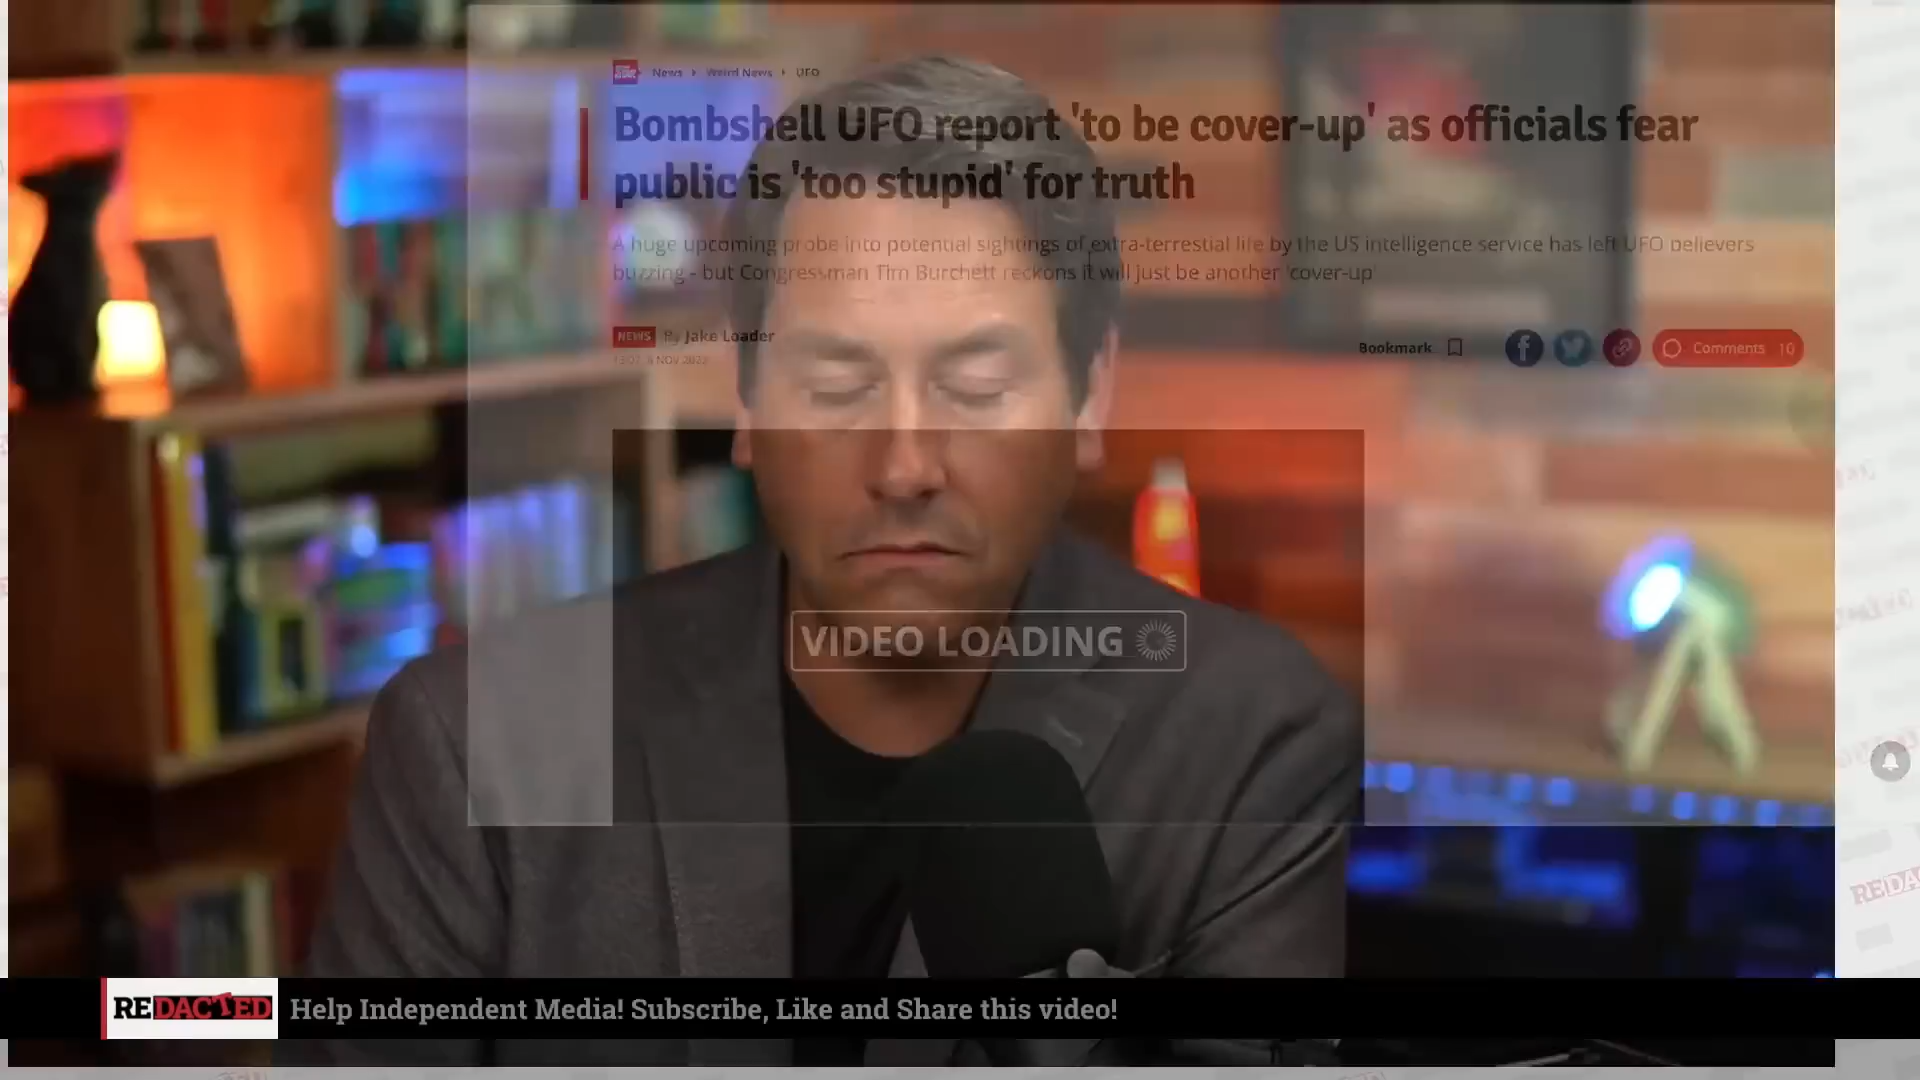 News > Weird News > UFO
Bombshell UFO report 'to be cover-up' as officials fear
public is 'too stupid' for truth
A huge upcoming probe into potential sightings of extra-terrestial life by the US intelligence service has left UFO believers
buzzing - but Congressman Tim Burchett reckons it will just be another 'cover-up'
NEWS By Jake Loader
Bookmark
Comments 10
NOV 2022
VIDEO LOADING
REDACTED Help Independent Media! Subscribe, Like and Share this video!